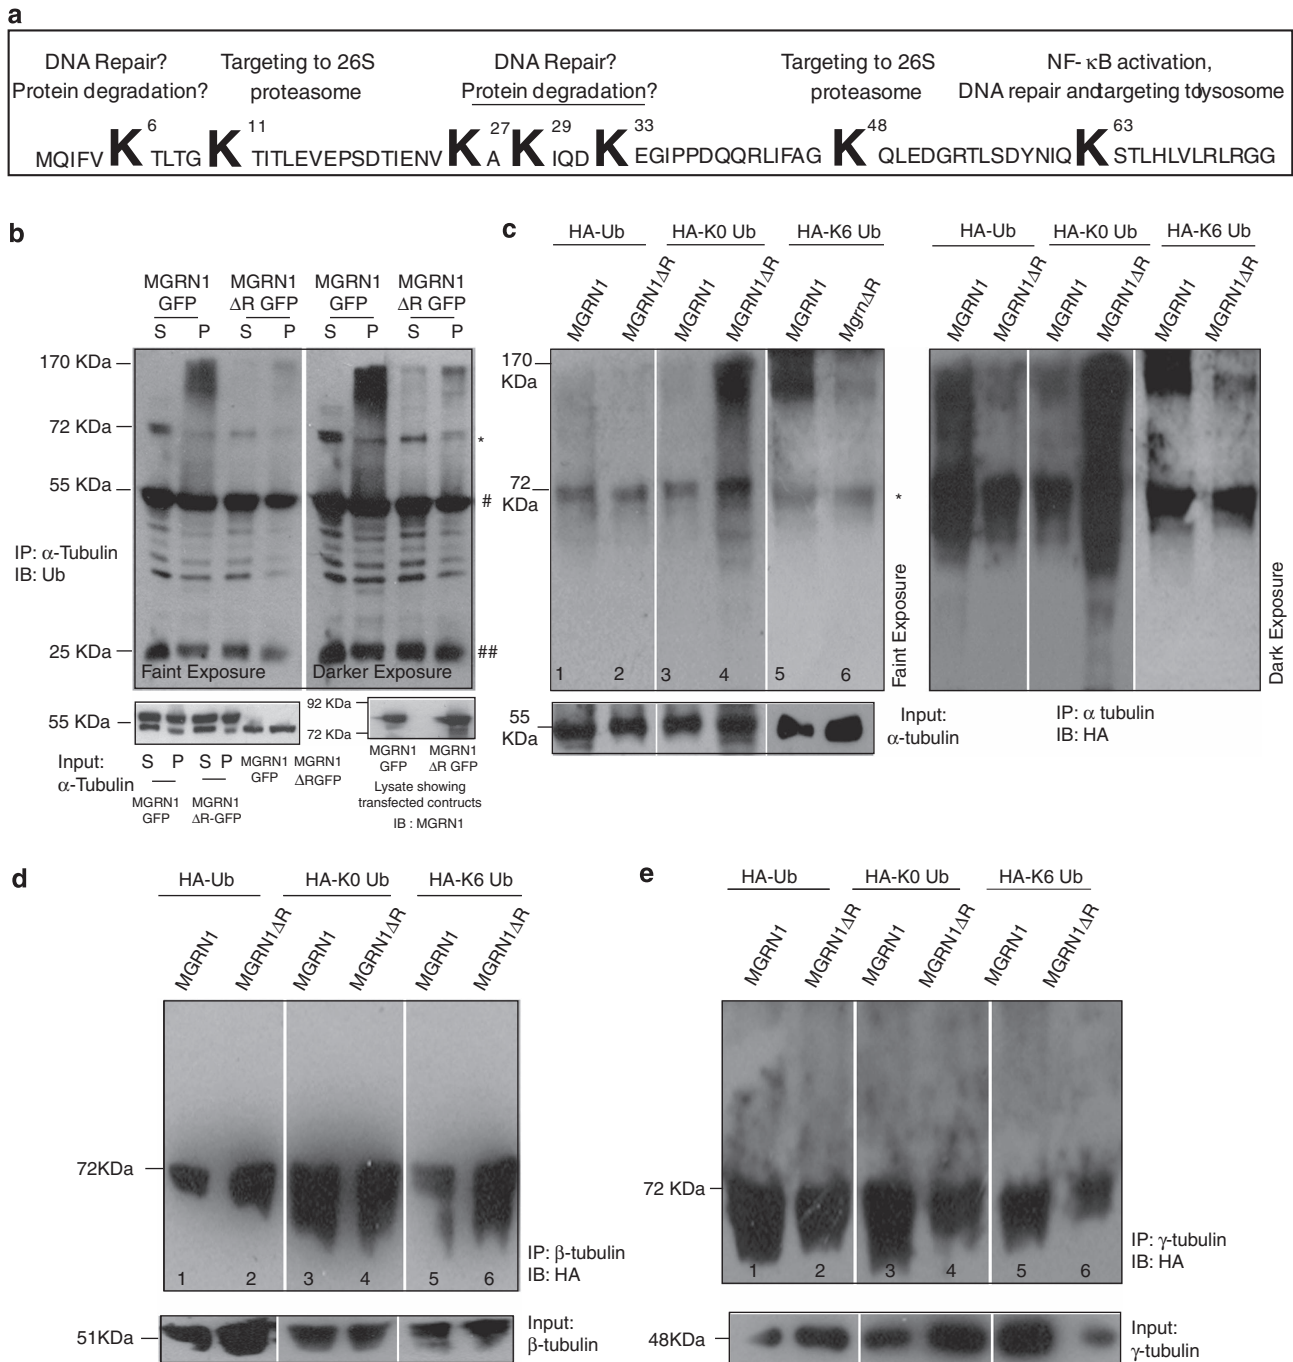 a
DNA Repair?
Protein degradation?
Targeting to 26S
proteasome
DNA Repair?
Protein degradation?
Targeting to 26S
proteasome
NF- κB activation,
DNA repair andtargeting tolysosome
MQIFV K 6 TLTG K 11 TITLEVEPSDTIENV K 27 A K 29 IQD K 33 EGIPPDQQRLIFAG K 48 QLEDGRTLSDYNIQ K 63 STLHLVLRLRGG
b
MGRN1 GFP
MGRN1 ΔR GFP
MGRN1 GFP
MGRN1 ΔR GFP
S P S P S P S P
170 KDa
72 KDa
*
55 KDa
#
IP: α-Tubulin
IB: Ub
25 KDa
##
Faint Exposure
Darker Exposure
55 KDa
92 KDa
72 KDa
Input:
α-Tubulin
S P S P
MGRN1 GFP
MGRN1 ΔR-GFP
MGRN1 GFP
MGRN1 ΔRGFP
MGRN1 GFP
MGRN1 ΔR GFP
Lysate showing
transfected contructs
IB : MGRN1
c
HA-Ub HA-K0 Ub HA-K6 Ub
MGRN1 MGRN1ΔR MGRN1 MGRN1ΔR MGRN1 MgrnΔR
HA-Ub HA-K0 Ub HA-K6 Ub
MGRN1 MGRN1ΔR MGRN1 MGRN1ΔR MGRN1 MGRN1ΔR
170
KDa
72
KDa
*
1 2 3 4 5 6
Faint Exposure
Dark Exposure
55
KDa
Input:
α-tubulin
IP: α tubulin
IB: HA
d
HA-Ub HA-K0 Ub HA-K6 Ub
MGRN1 MGRN1ΔR MGRN1 MGRN1ΔR MGRN1 MGRN1ΔR
72KDa
1 2 3 4 5 6
IP: β-tubulin
IB: HA
51KDa
Input:
β-tubulin
e
HA-Ub HA-K0 Ub HA-K6 Ub
MGRN1 MGRN1ΔR MGRN1 MGRN1ΔR MGRN1 MGRN1ΔR
72 KDa
1 2 3 4 5 6
IP: γ-tubulin
IB: HA
48KDa
Input:
γ-tubulin